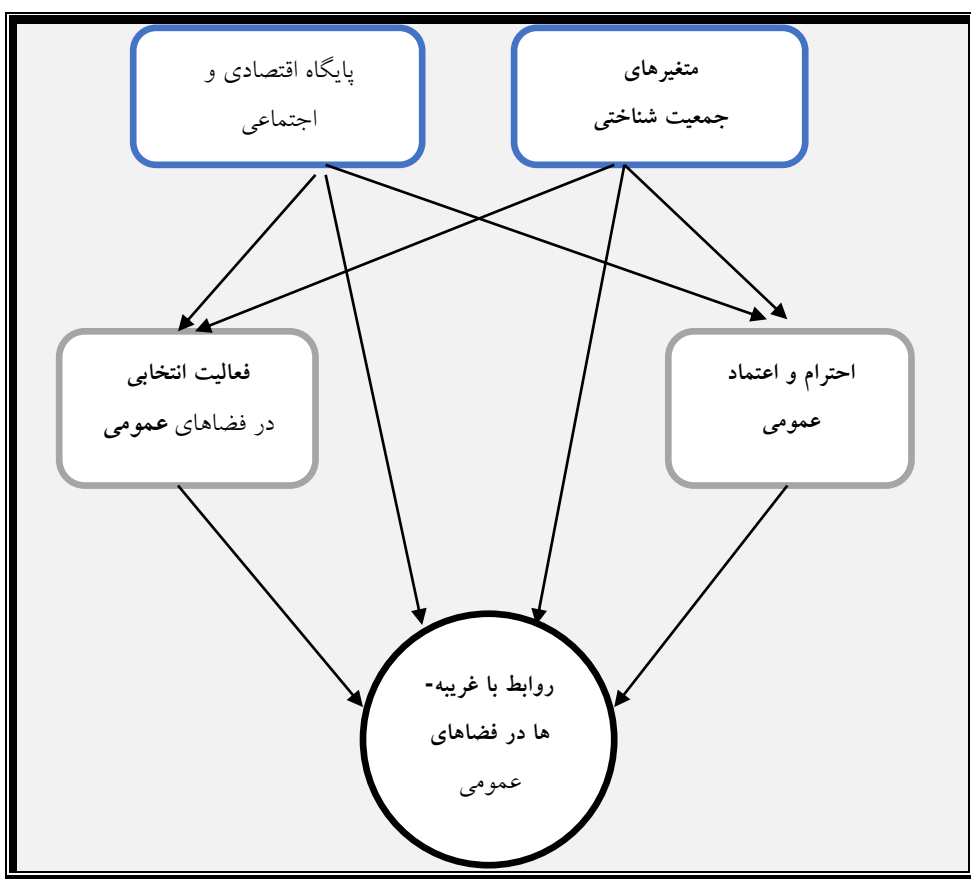 متغیرهای
جمعیت شناختی
پایگاه اقتصادی و
اجتماعی
احترام و اعتماد
عمومی
فعالیت انتخابی
در فضاهای عمومی
روابط با غریبه-
ها در فضاهای
عمومی